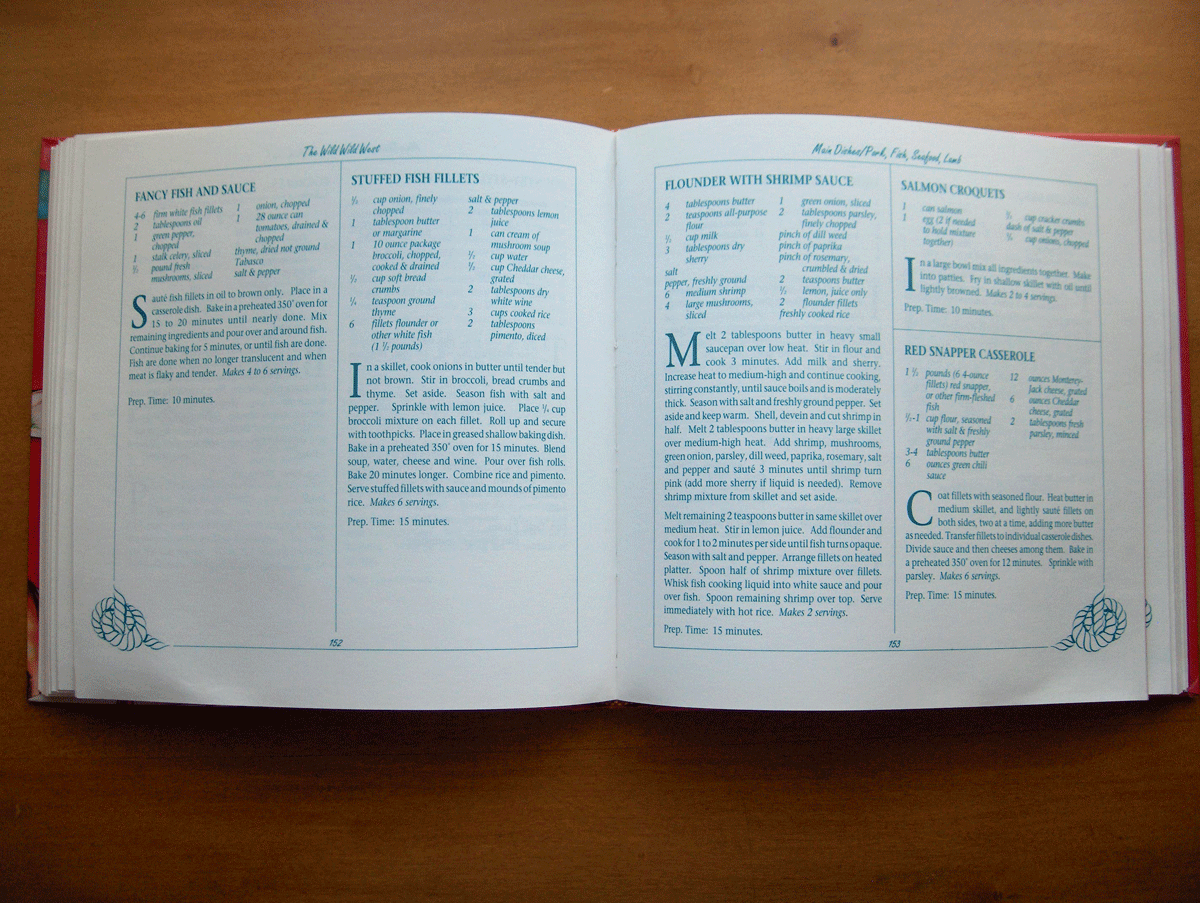 The Wild Wild West
FANCY FISH AND SAUCE
4-6 firm white fish fillets
2 tablespoons oil
1 green pepper,
chopped
1 stalk celery, sliced
½ pound fresh
mushrooms, sliced
1 onion, chopped
1 28 ounce can
tomatoes, drained &
chopped
thyme, dried not ground
Tabasco
salt & pepper
Sauté fish fillets in oil to brown only. Place in a
casserole dish. Bake in a preheated 350˚ oven for
15 to 20 minutes until nearly done. Mix
remaining ingredients and pour over and around fish.
Continue baking for 5 minutes, or until fish are done.
Fish are done when no longer translucent and when
meat is flaky and tender. Makes 4 to 6 servings.
Prep. Time: 10 minutes.
STUFFED FISH FILLETS
cup onion, finely
chopped
1 tablespoon butter
or margarine
1 10 ounce package
broccoli, chopped,
cooked & drained
½ cup soft bread
crumbs
¼ teaspoon ground
thyme
6 fillets flounder or
other white fish
(1 ½ pounds)
salt & pepper
2 tablespoons lemon
juice
1 can cream of
mushroom soup
cup water
cup Cheddar cheese,
grated
2 tablespoons dry
white wine
3 cups cooked rice
2 tablespoons
pimento, diced
In a skillet, cook onions in butter until tender but
not brown. Stir in broccoli, bread crumbs and
thyme. Set aside. Season fish with salt and
pepper. Sprinkle with lemon juice. Place ¼ cup
broccoli mixture on each fillet. Roll up and secure
with toothpicks. Place in greased shallow baking dish.
Bake in a preheated 350˚ oven for 15 minutes. Blend
soup, water, cheese and wine. Pour over fish rolls.
Bake 20 minutes longer. Combine rice and pimento.
Serve stuffed fillets with sauce and mounds of pimento
rice. Makes 6 servings.
Prep. Time: 15 minutes.
152
Main Dishes/Pork, Fish, Seafood, Lamb
FLOUNDER WITH SHRIMP SAUCE
4 tablespoons butter
2 teaspoons all-purpose
flour
½ cup milk
3 tablespoons dry
sherry
salt
pepper, freshly ground
6 medium shrimp
4 large mushrooms,
sliced
1 green onion, sliced
2 tablespoons parsley,
finely chopped
pinch of dill weed
pinch of paprika
pinch of rosemary,
crumbled & dried
2 teaspoons butter
½ lemon, juice only
2 flounder fillets
freshly cooked rice
Melt 2 tablespoons butter in heavy small
saucepan over low heat. Stir in flour and
cook 3 minutes. Add milk and sherry.
Increase heat to medium-high and continue cooking,
stirring constantly, until sauce boils and is moderately
thick. Season with salt and freshly ground pepper. Set
aside and keep warm. Shell, devein and cut shrimp in
half. Melt 2 tablespoons butter in heavy large skillet
over medium-high heat. Add shrimp, mushrooms,
green onion, parsley, dill weed, paprika, rosemary, salt
and pepper and sauté 3 minutes until shrimp turn
pink (add more sherry if liquid is needed). Remove
shrimp mixture from skillet and set aside.
Melt remaining 2 teaspoons butter in same skillet over
medium heat. Stir in lemon juice. Add flounder and
cook for 1 to 2 minutes per side until fish turns opaque.
Season with salt and pepper. Arrange fillets on heated
platter. Spoon half of shrimp mixture over fillets.
Whisk fish cooking liquid into white sauce and pour
over fish. Spoon remaining shrimp over top. Serve
immediately with hot rice. Makes 2 servings.
Prep. Time: 15 minutes.
SALMON CROQUETS
1 can salmon
1 egg (2 if needed
to hold mixture
together)
cup cracker crumbs
dash of salt & pepper
cup onions, chopped
In a large bowl mix all ingredients together. Make
into patties. Fry in shallow skillet with oil until
lightly browned. Makes 2 to 4 servings.
Prep. Time: 10 minutes.
RED SNAPPER CASSEROLE
1 ½ pounds (6 4-ounce
fillets) red snapper,
or other firm-fleshed
fish
½-1 cup flour, seasoned
with salt & freshly
ground pepper
3-4 tablespoons butter
6 ounces green chili
sauce
12 ounces Monterey-
Jack cheese, grated
6 ounces Cheddar
cheese, grated
2 tablespoons fresh
parsley, minced
Coat fillets with seasoned flour. Heat butter in
medium skillet, and lightly sauté fillets on
both sides, two at a time, adding more butter
as needed. Transfer fillets to individual casserole dishes.
Divide sauce and then cheeses among them. Bake in
a preheated 350˚ oven for 12 minutes. Sprinkle with
parsley. Makes 6 servings.
Prep. Time: 15 minutes.
153